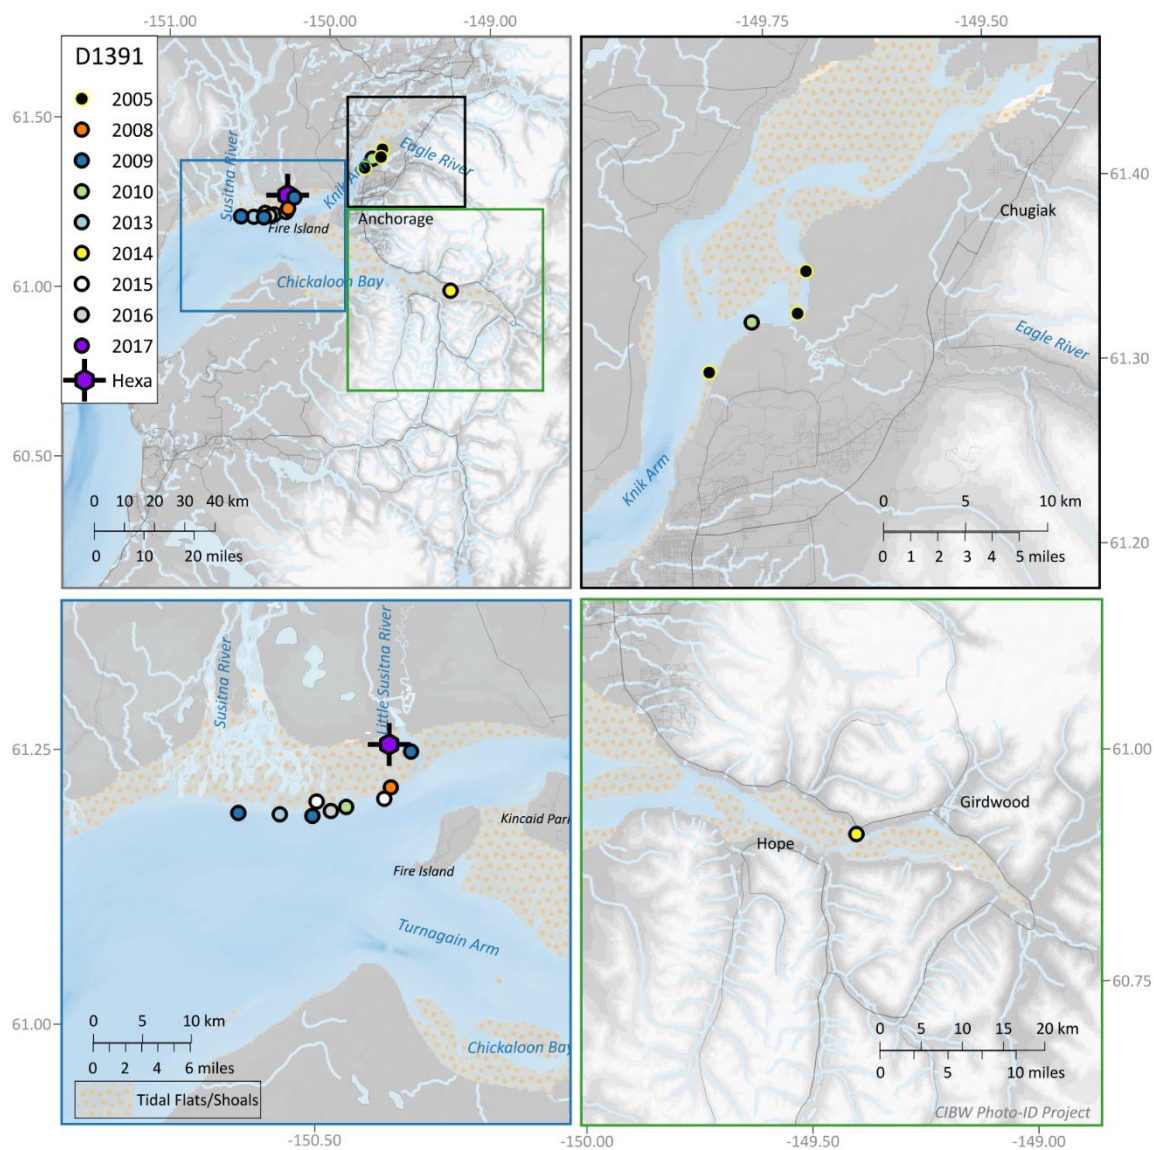 -151.00
-150.00
-149.00
-149.75
-149.50
D1391
2005
2008
2009
2010
2013
2014
2015
2016
2017
Hexa
61.50
61.00
60.50
Susitna River
Knik Arm
Eagle River
Anchorage
Fire Island
Chickaloon Bay
0 10 20 30 40 km
0 10 20 miles
61.40
61.30
61.20
Chugiak
Eagle River
Knik Arm
0 5 10 km
0 1 2 3 4 5 miles
Susitna River
Little Susitna River
61.25
61.00
Kincaid Park
Fire Island
Turnagain Arm
Chickaloon Bay
0 5 10 km
0 2 4 6 miles
Tidal Flats/Shoals
-150.50
61.00
60.75
Girdwood
Hope
0 5 10 15 20 km
0 5 10 miles
CIBW Photo-ID Project
-150.00
-149.50
-149.00